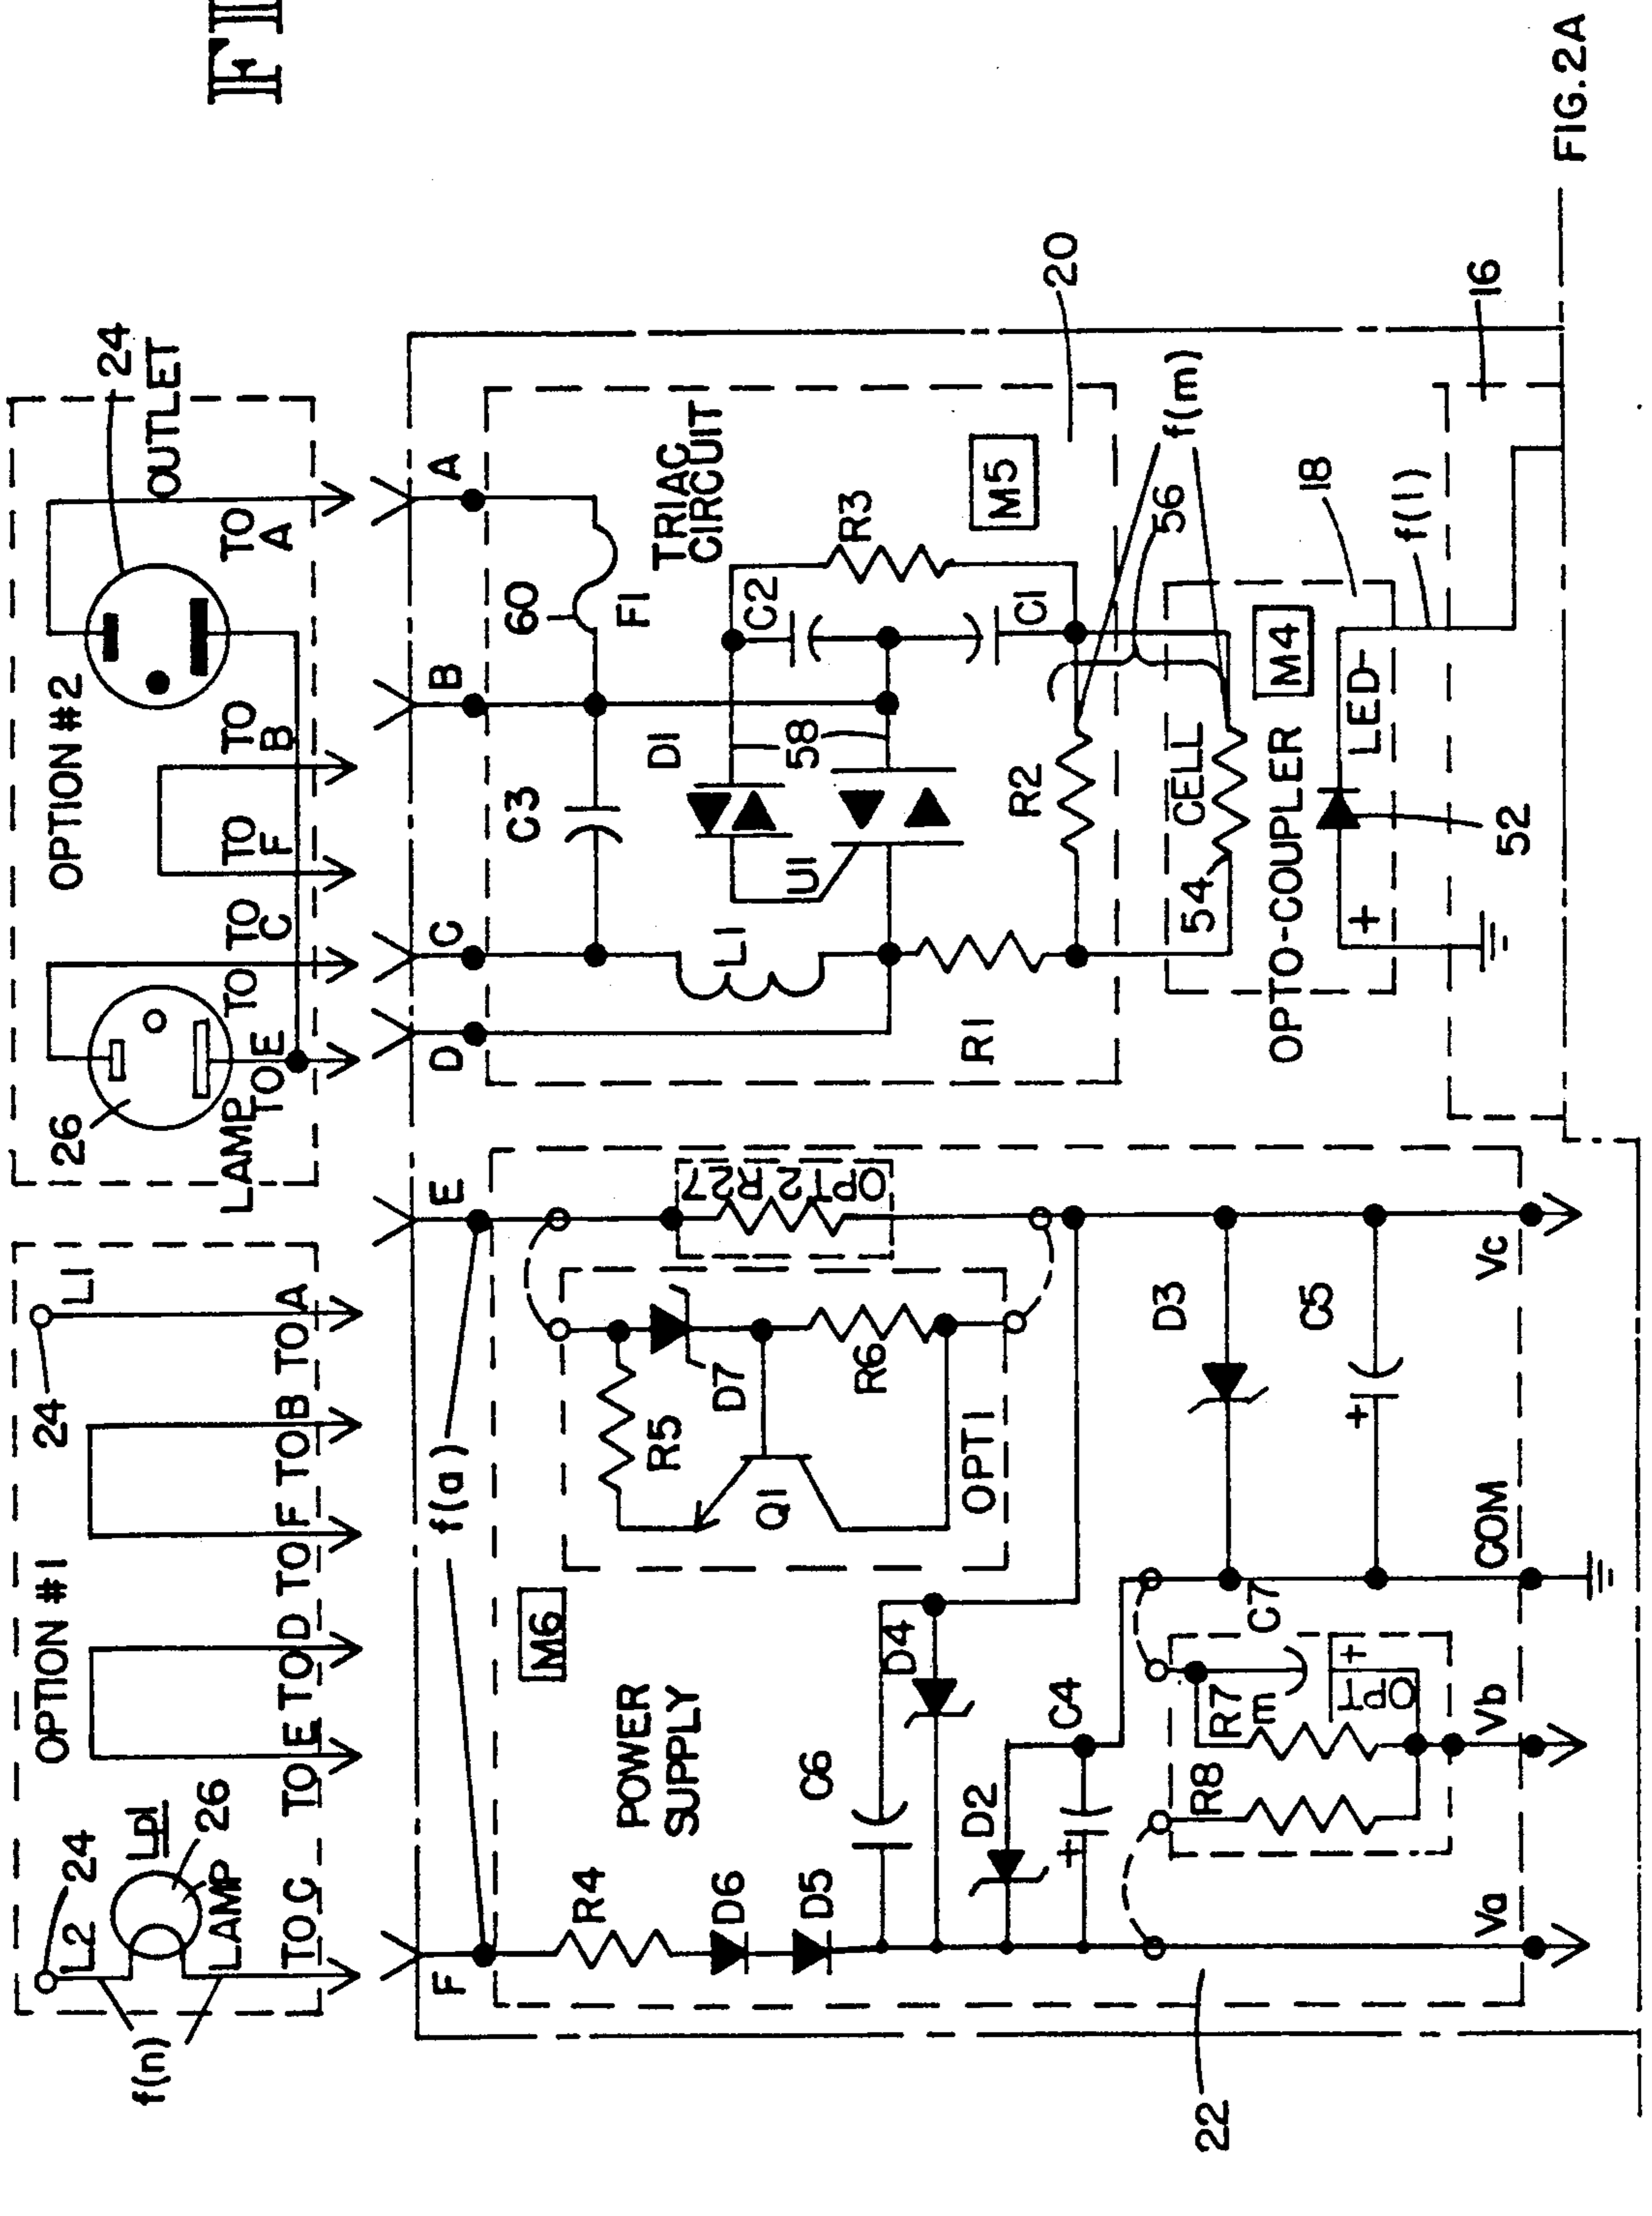 FI
FIG.2A
OPTION #1
24
L2
Lpl
26
LAMP
f(n)
TO C
TO E
TO D
TO F
TO B
TO A
L1
24
OPTION #2
26
LAMP
TO E
TO C
TO F
TO B
TO A
24
OUTLET
F
f(a)
E
D
C
B
A
M6
POWER
SUPPLY
R4
D6
D5
C6
D4
D2
C4
R5
D7
Q1
R6
OPT1
OPT2 R27
D3
C5
+
+
R8
R7
m
C7
OPT
+
Va
Vb
COM
Vc
22
TRIAC
CIRCUIT
M5
60
F1
C3
L1
D1
58
U1
C2
C1
R3
R2
R1
20
f(m)
56
CELL
54
M4
OPTO-COUPLER
LED-
+
18
f(l)
52
16